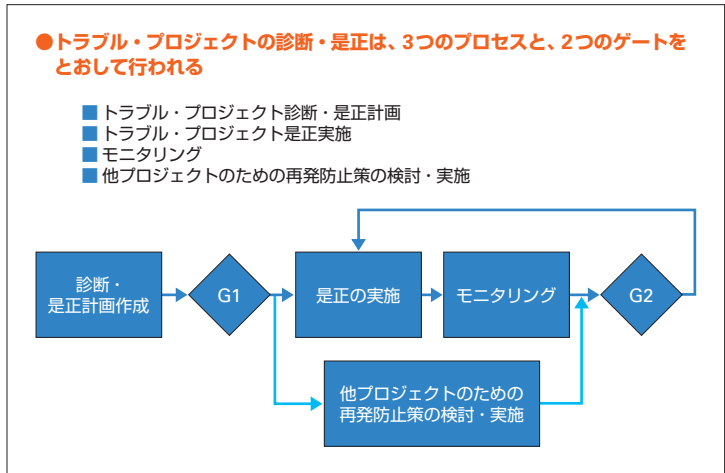 ●トラブル・プロジェクトの診断・是正は、3つのプロセスと、2つのゲートを
とおして行われる
■ トラブル・プロジェクト診断・是正計画
■ トラブル・プロジェクト是正実施
■ モニタリング
■ 他プロジェクトのための再発防止策の検討・実施
診断・
是正計画作成
G1
是正の実施
モニタリング
G2
他プロジェクトのための
再発防止策の検討・実施